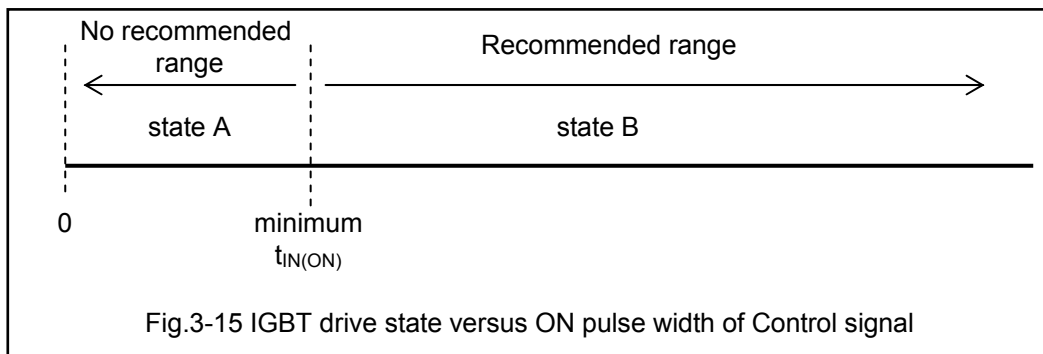 No recommended
range
Recommended range
state A
state B
0
minimum
tIN(ON)
Fig.3-15 IGBT drive state versus ON pulse width of Control signal